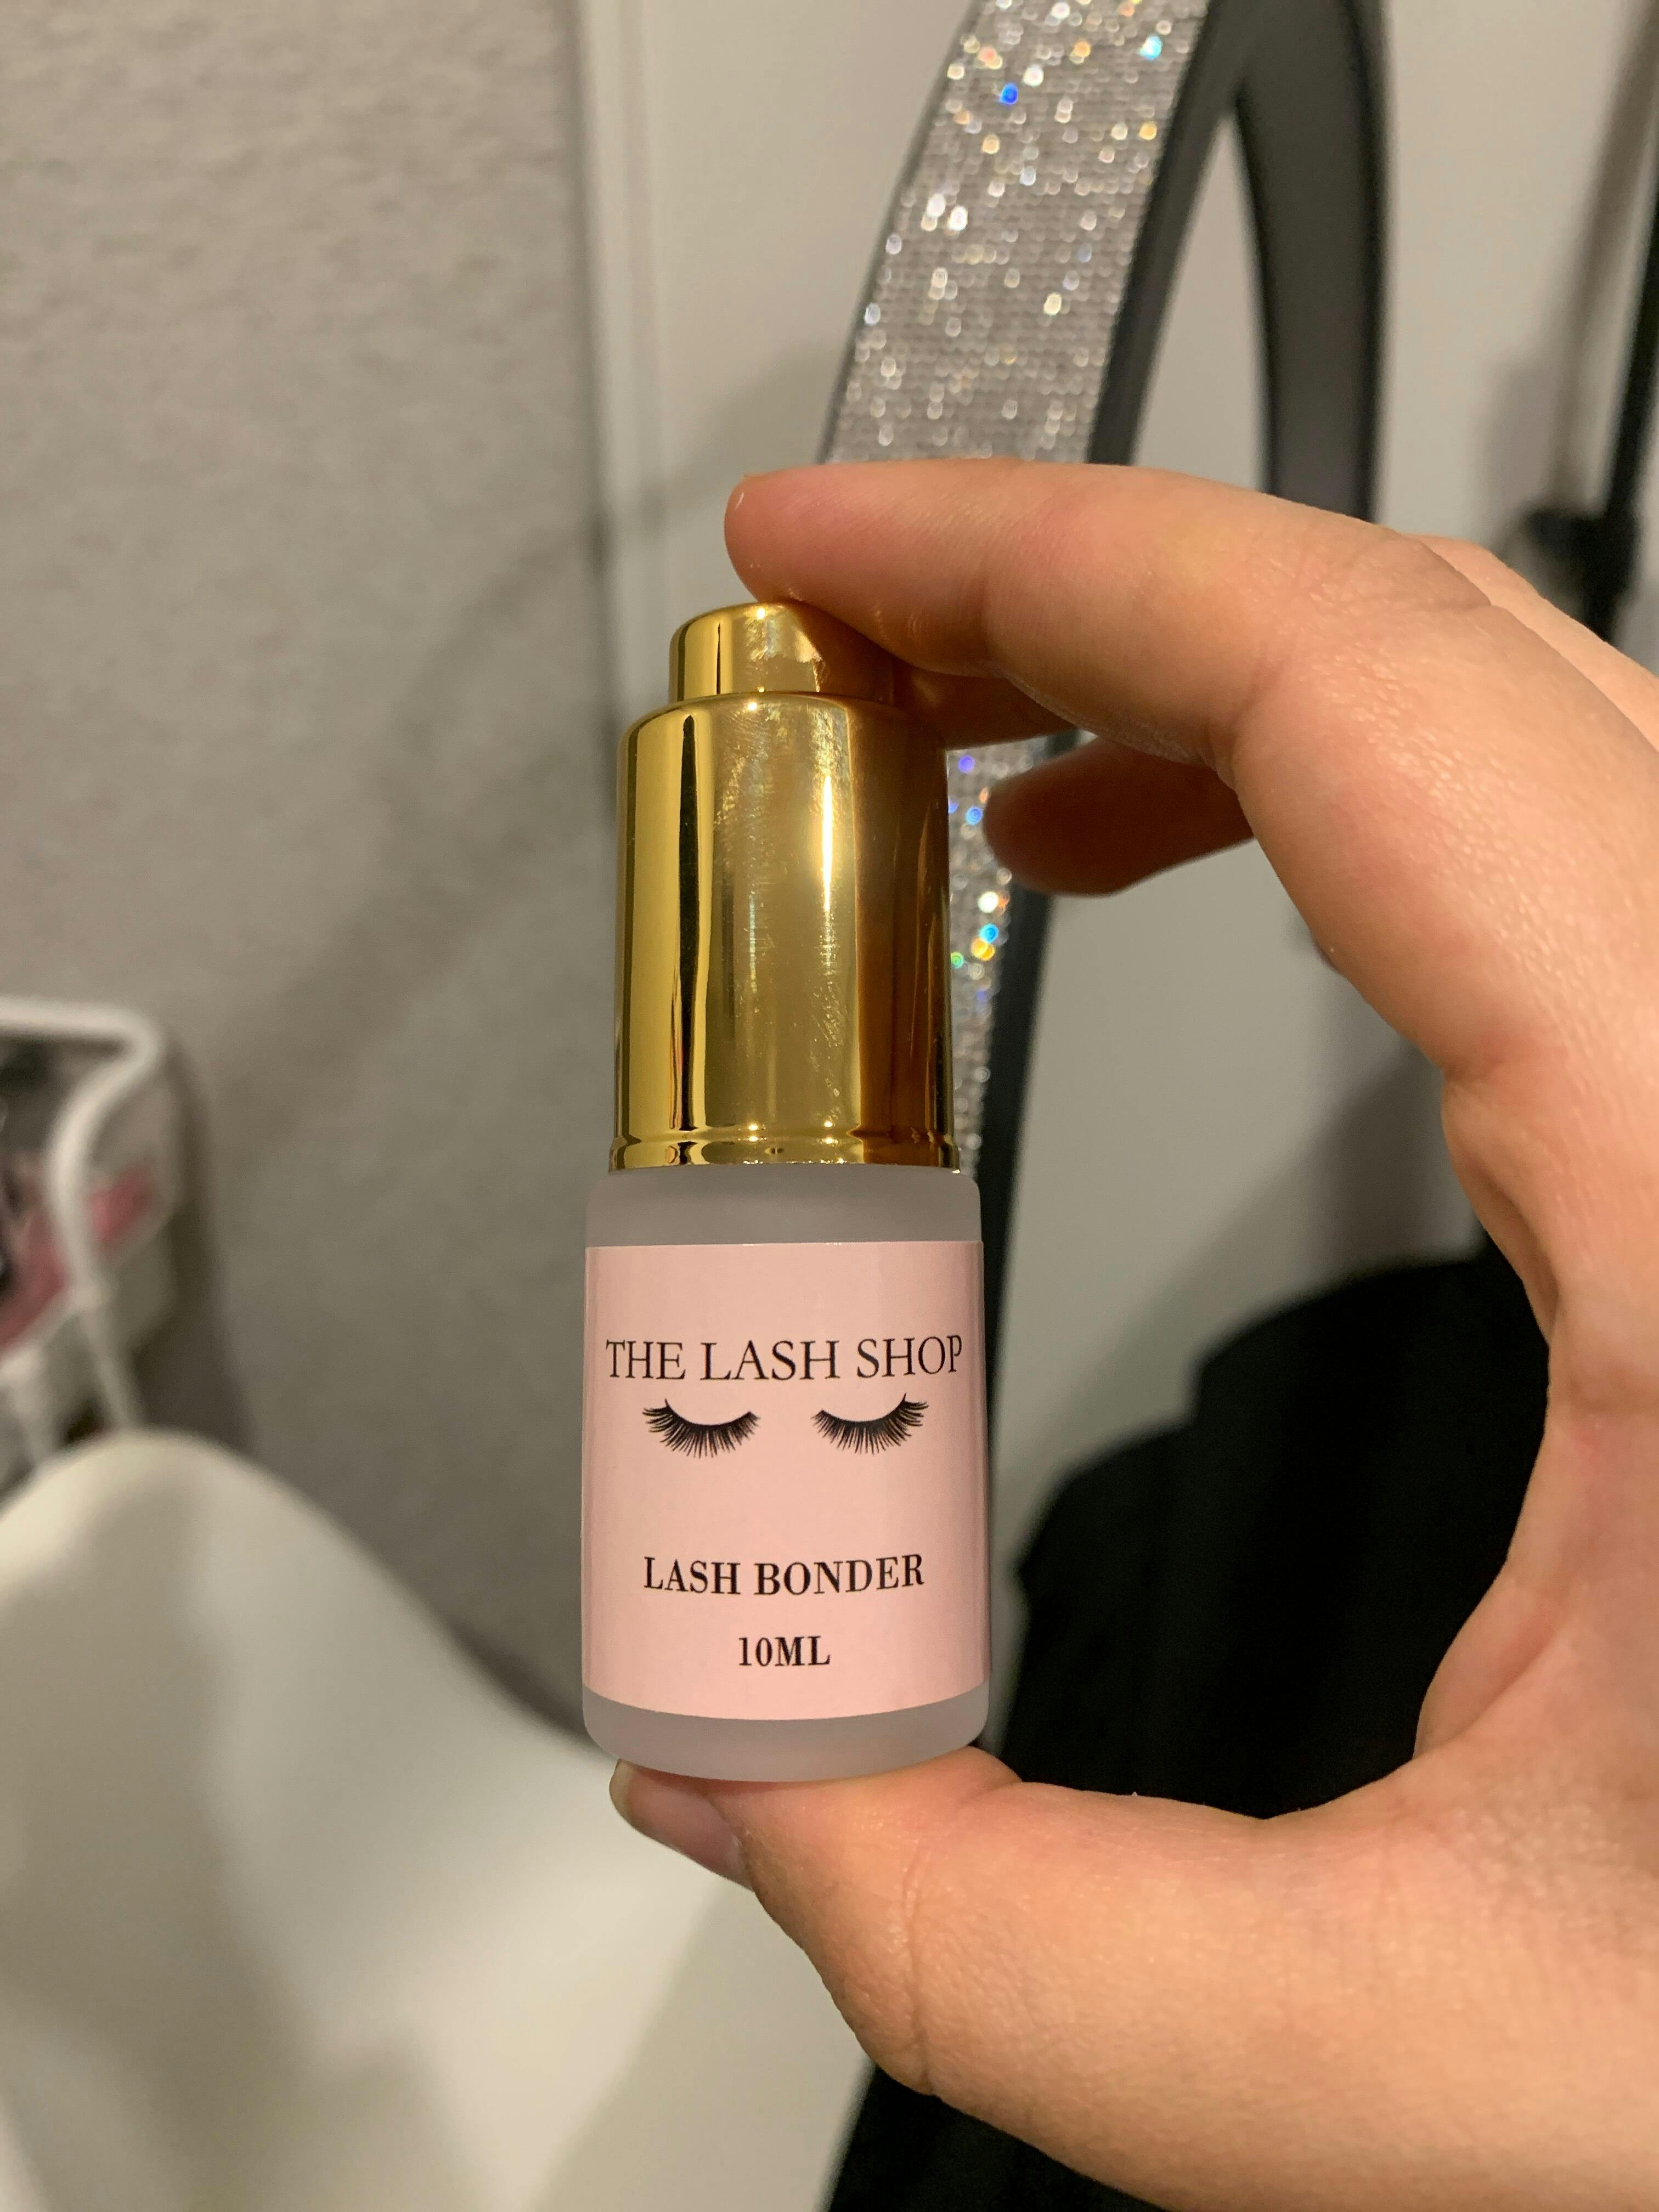 THE LASH SHOP
LASH BONDER
10ML